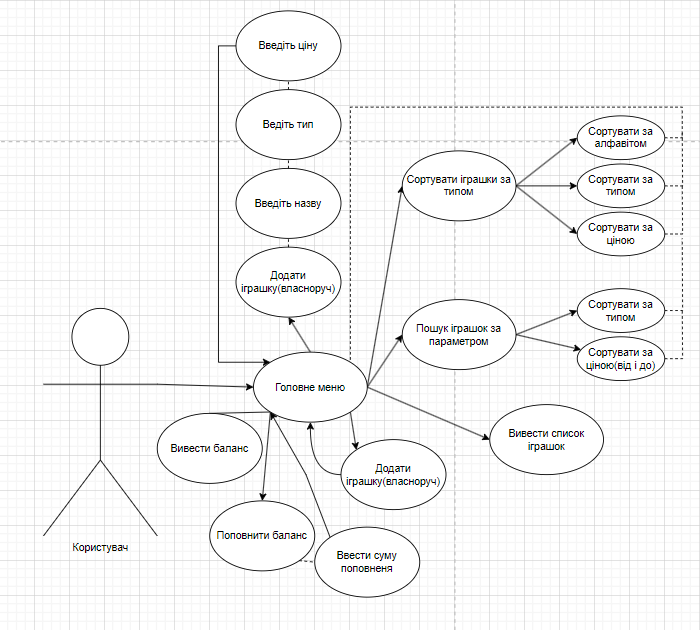 Введіть ціну
Ведіть тип
Введіть назву
Додати
іграшку(власноруч)
Сортувати іграшки за
типом
Сортувати за
алфавітом
Сортувати за
типом
Сортувати за
ціною
Пошук іграшок за
параметром
Сортувати за
типом
Сортувати за
ціною(від і до)
Головне меню
Вивести список
іграшок
Вивести баланс
Додати
іграшку(власноруч)
Поповнити баланс
Ввести суму
поповненя
Користувач